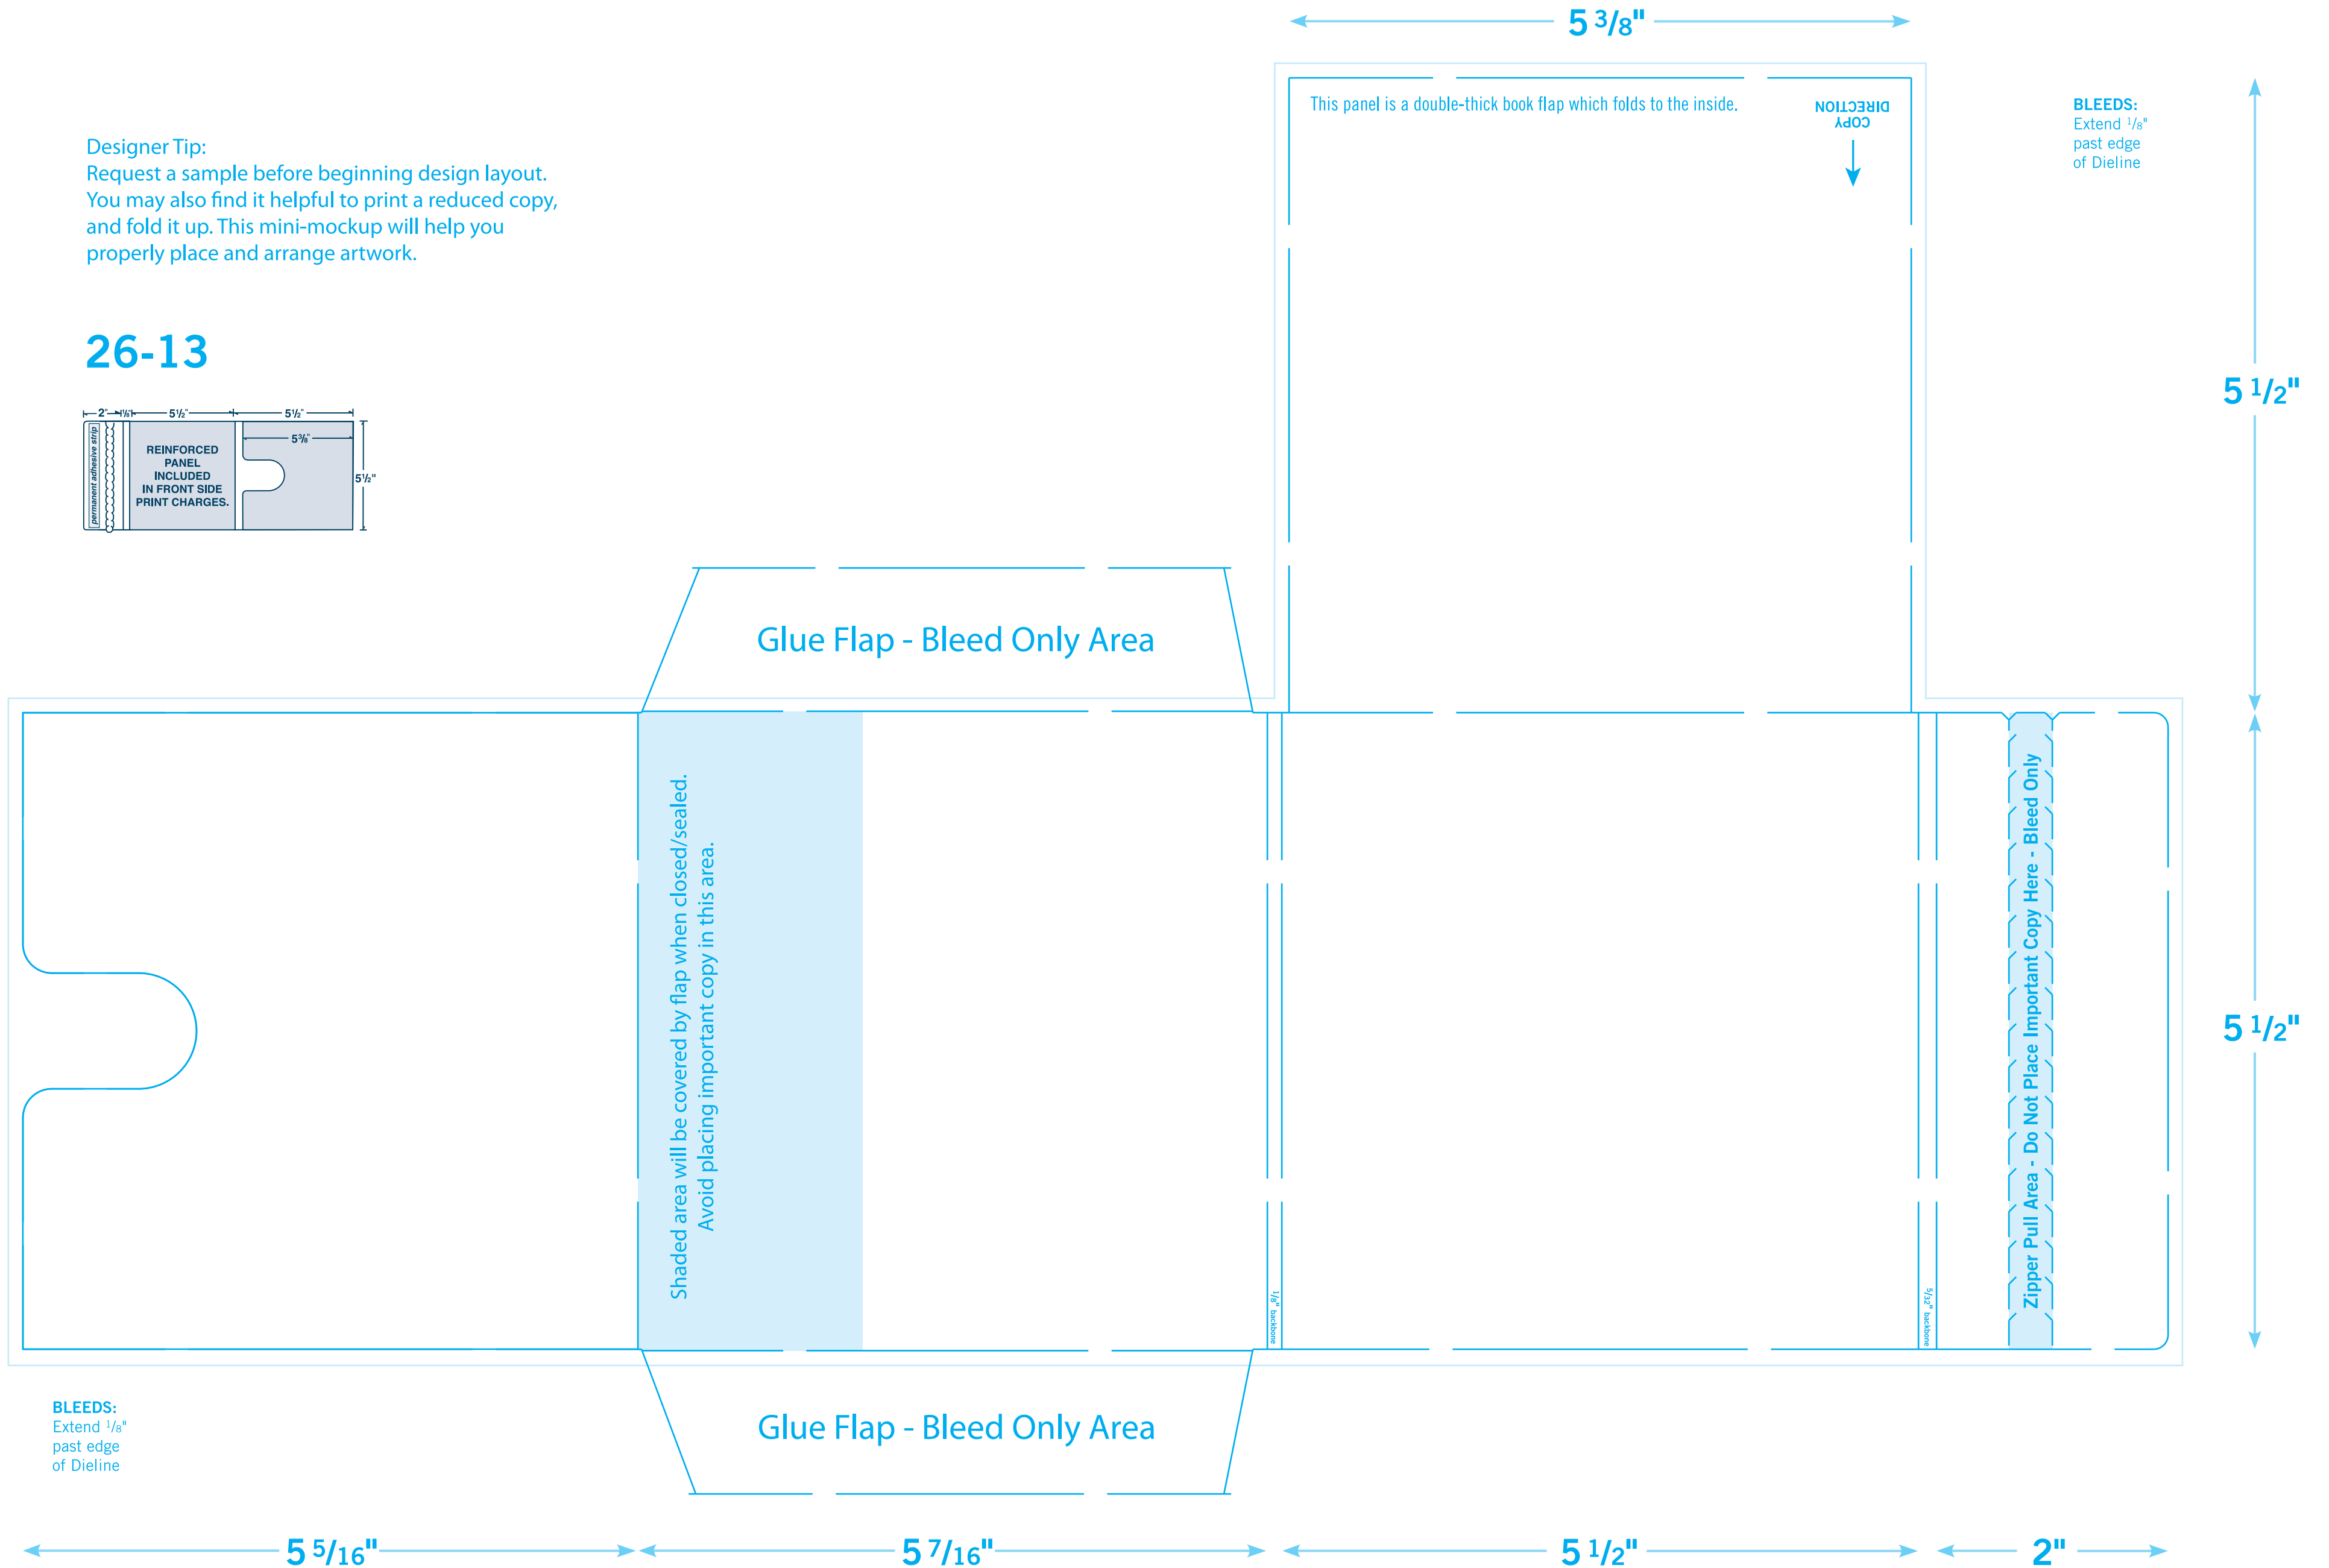 5 3/8"
This panel is a double-thick book flap which folds to the inside.
COPY
DIRECTION
BLEEDS:
Extend 1/8"
past edge
of Dieline
Designer Tip:
Request a sample before beginning design layout.
You may also find it helpful to print a reduced copy,
and fold it up. This mini-mockup will help you
properly place and arrange artwork.
26-13
2" 1/8" 5 1/2" 5 1/2"
5 3/8"
permanent adhesive strip
REINFORCED
PANEL
INCLUDED
IN FRONT SIDE
PRINT CHARGES.
5 1/2"
5 1/2"
Glue Flap - Bleed Only Area
Shaded area will be covered by flap when closed/sealed.
Avoid placing important copy in this area.
1/8" backbone
5/32" backbone
Zipper Pull Area - Do Not Place Important Copy Here - Bleed Only
5 1/2"
BLEEDS:
Extend 1/8"
past edge
of Dieline
Glue Flap - Bleed Only Area
5 5/16"
5 7/16"
5 1/2"
2"